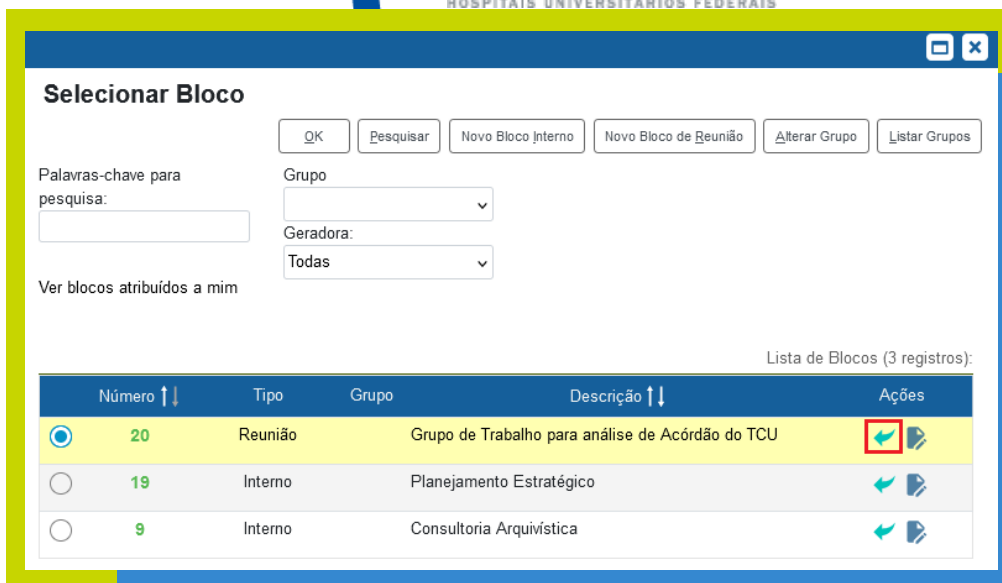 HOSPITAIS UNIVERSITÁRIOS FEDERAIS
Selecionar Bloco
OK Pesquisar Novo Bloco Interno Novo Bloco de Reunião Alterar Grupo Listar Grupos
Palavras-chave para pesquisa:
Grupo
Geradora:
Todas
Ver blocos atribuídos a mim
Lista de Blocos (3 registros):
Número Tipo Grupo Descrição Ações
20 Reunião Grupo de Trabalho para análise de Acórdão do TCU
19 Interno Planejamento Estratégico
9 Interno Consultoria Arquivística